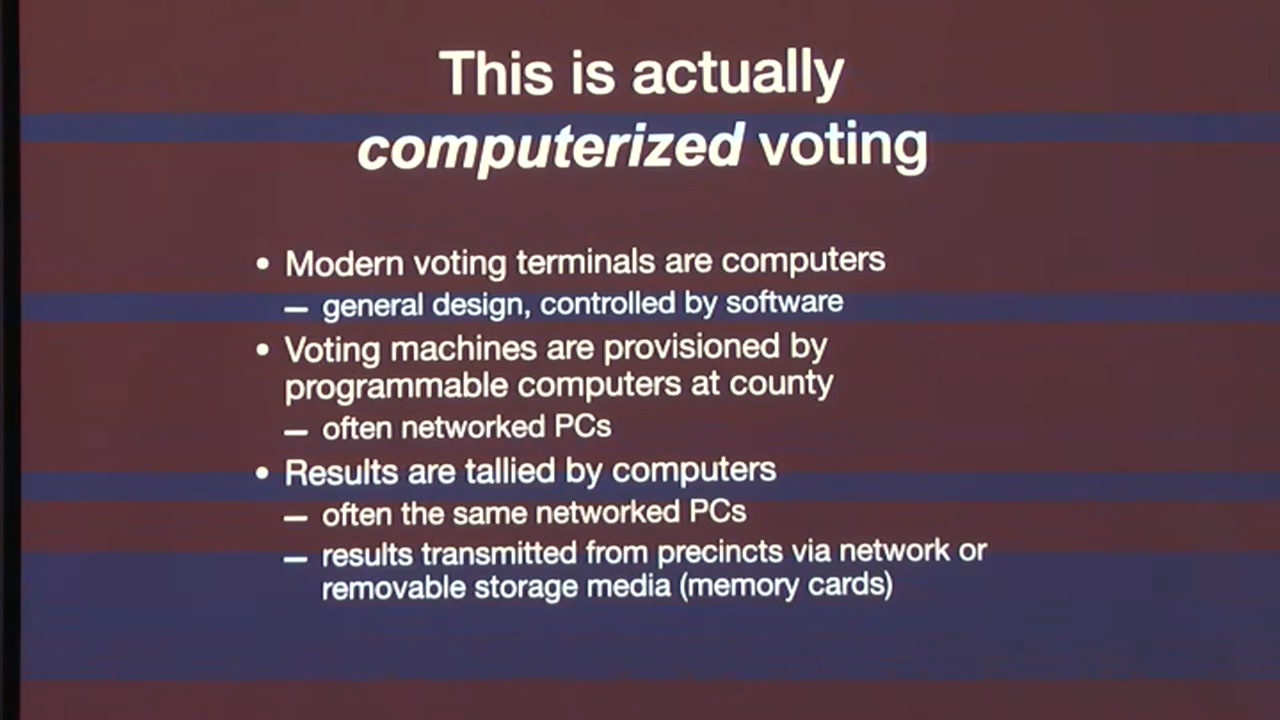 This is actually
computerized voting
• Modern voting terminals are computers
– general design, controlled by software
• Voting machines are provisioned by
programmable computers at county
– often networked PCs
• Results are tallied by computers
– often the same networked PCs
– results transmitted from precincts via network or
removable storage media (memory cards)